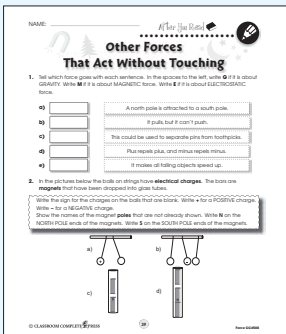 NAME:
After You Read
Other Forces
That Act Without Touching
1. Tell which force goes with each sentence. In the spaces to the left, write G if it is about
GRAVITY. Write M if it is about MAGNETIC force. Write E if it is about ELECTROSTATIC
force.
a) A north pole is attracted to a south pole.
b) It pulls, but it can't push.
c) This could be used to separate pins from toothpicks.
d) Plus repels plus, and minus repels minus.
e) It makes all falling objects speed up.
2. In the pictures below the balls on strings have electrical charges. The bars are
magnets that have been dropped into glass tubes.
Write the sign for the charges on the balls that are blank. Write + for a POSITIVE charge.
Write – for a NEGATIVE charge.
Show the names of the magnet poles that are not already shown. Write N on the
NORTH POLE ends of the magnets. Write S on the SOUTH POLE ends of the magnets.
a) b)
c) d)
© CLASSROOM COMPLETE PRESS